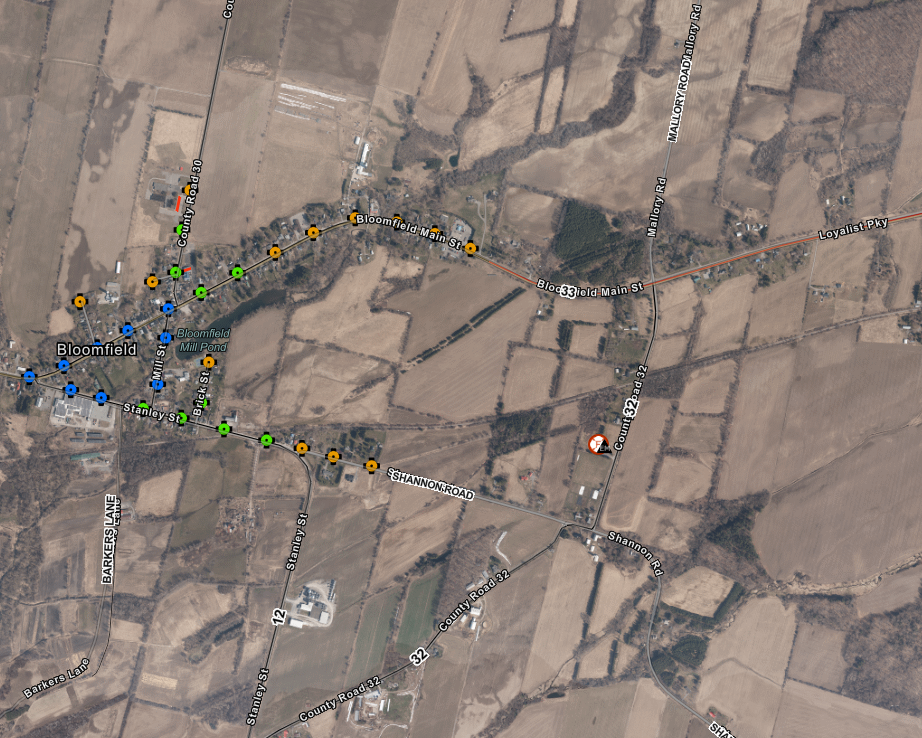 Cou
Mallory Rd
MALLORY ROAD
County Road 30
Mallory Rd
Bloomfield Main St
Loyalist Pky
Bloomfield Main St
33
Bloomfield
Mill Pond
Bloomfield
Mill St
Brick St
Stanley St
County Road 32
32
SHANNON ROAD
BARKERS LANE
Lane
Stanley St
Shannon Rd
12
County Road 32
32
Barkers Lane
Stanley St
County Road 32
SHA